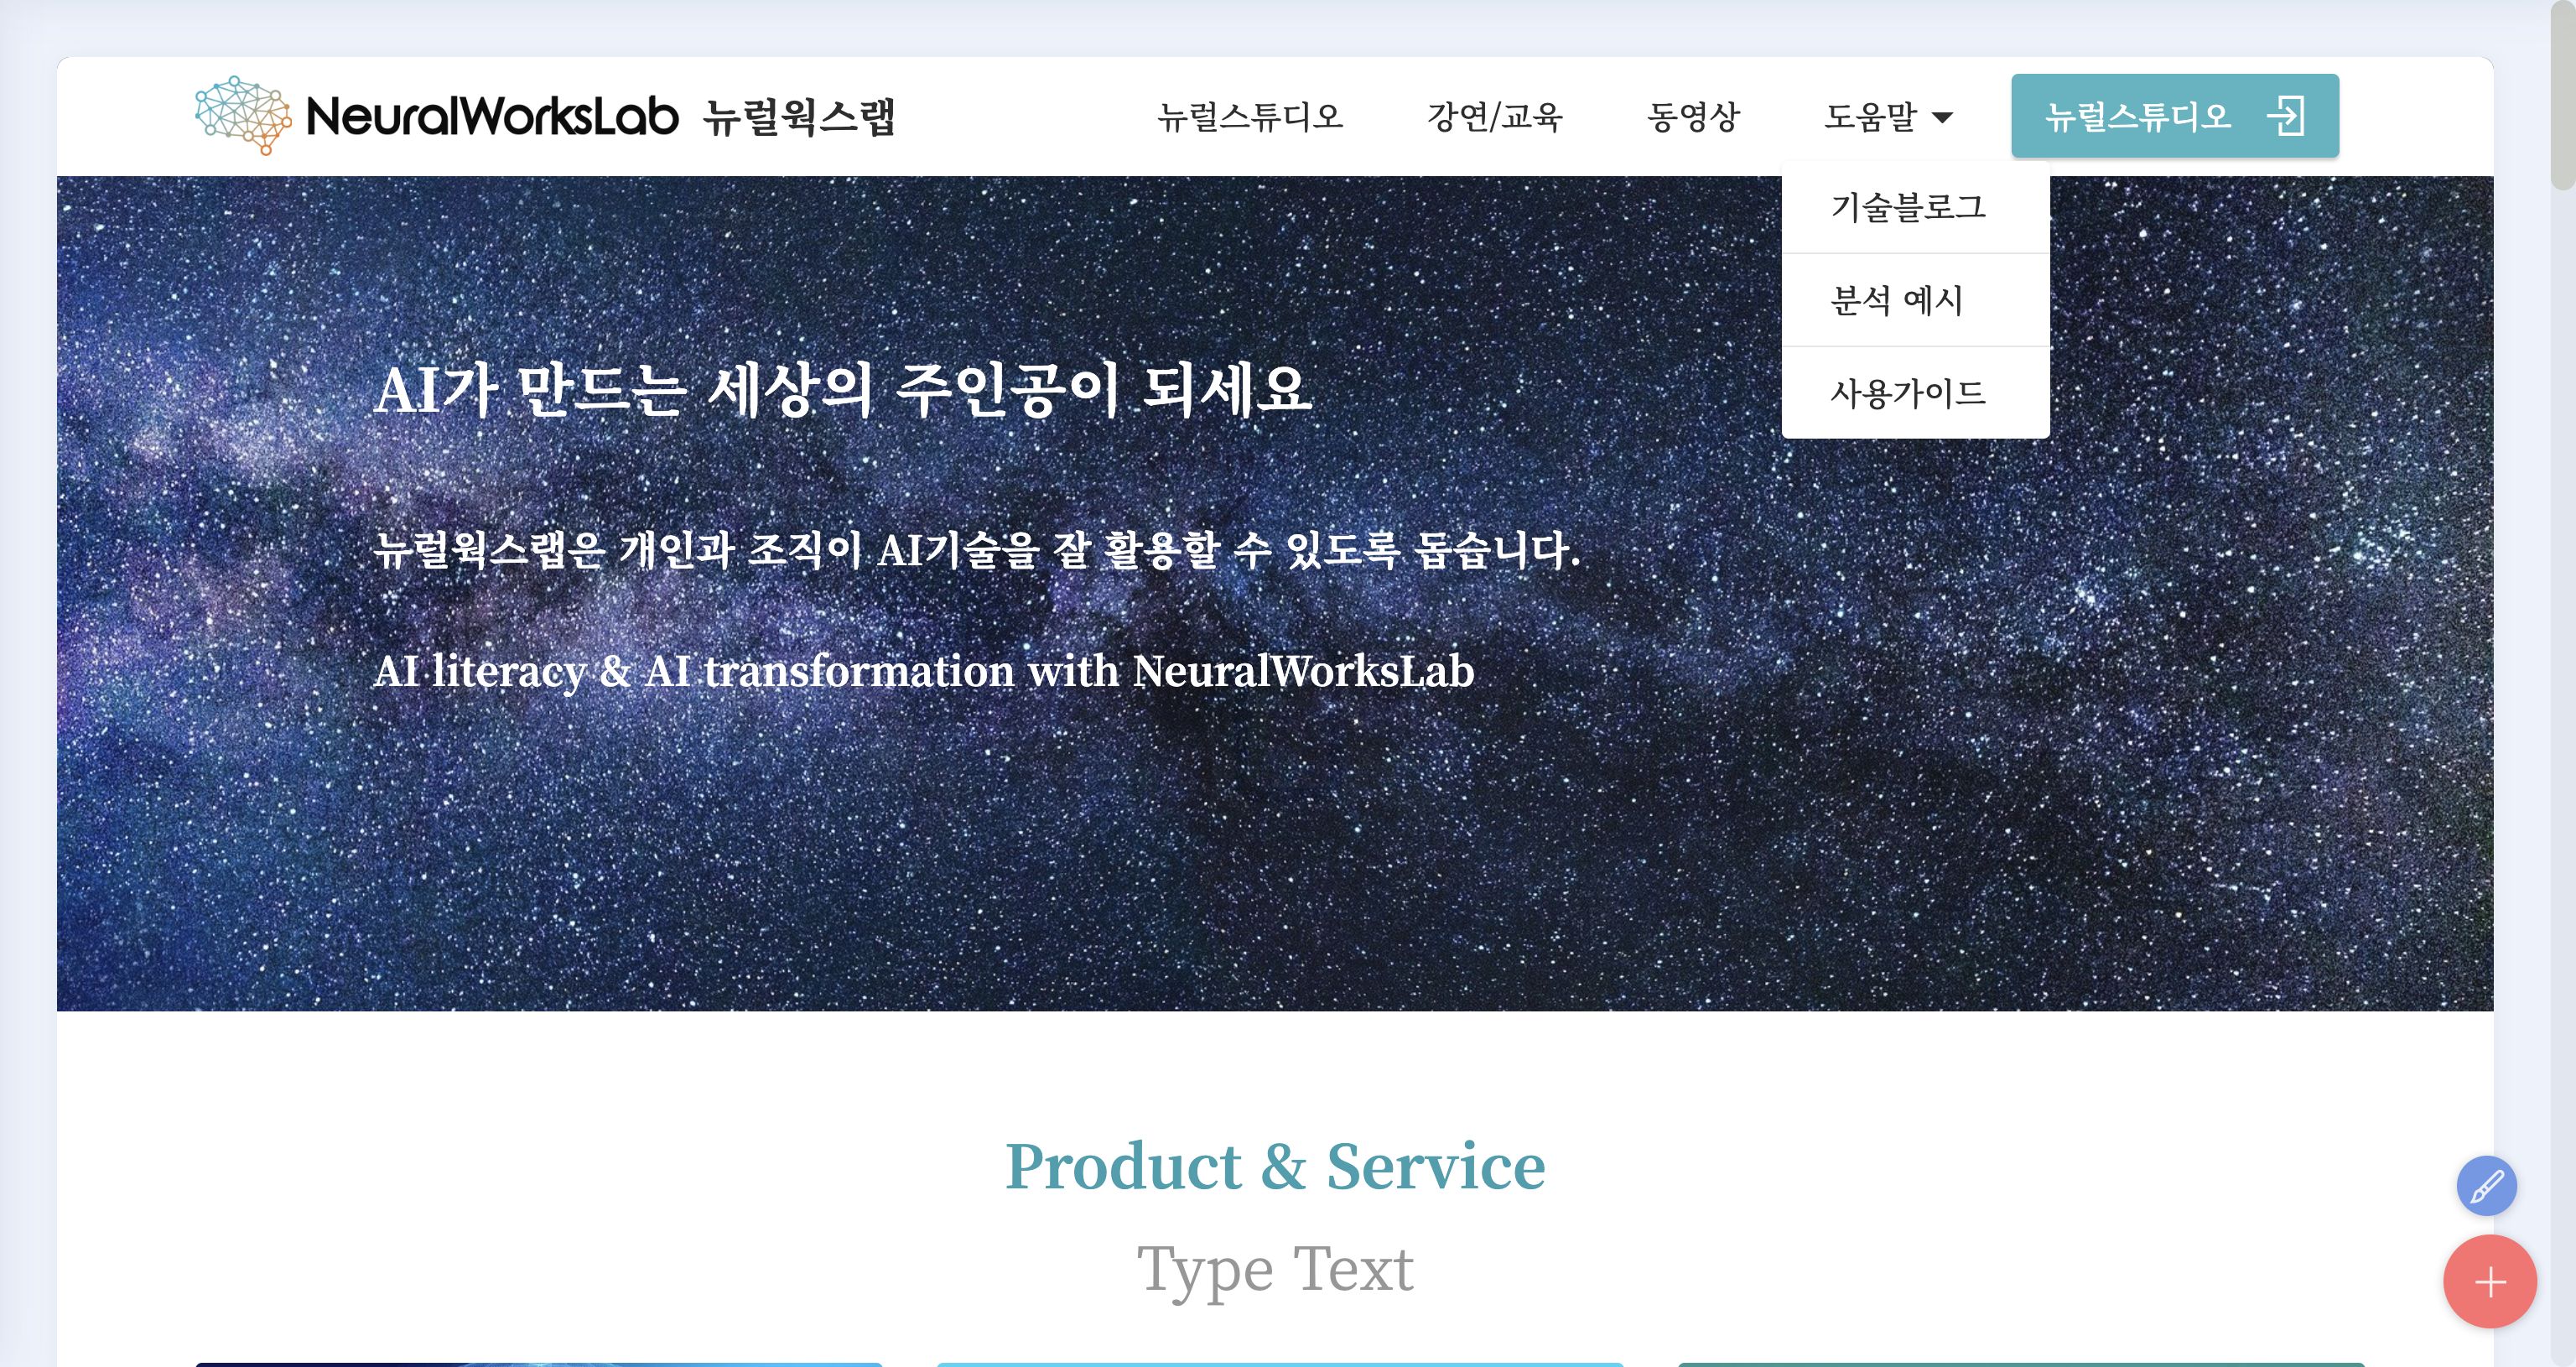 NeuralWorksLab 뉴럴웍스랩
뉴럴스튜디오 강연/교육 동영상 도움말 뉴럴스튜디오
기술블로그
분석 예시
사용가이드
AI가 만드는 세상의 주인공이 되세요
뉴럴웍스랩은 개인과 조직이 AI기술을 잘 활용할 수 있도록 돕습니다.
AI literacy & AI transformation with NeuralWorksLab
Product & Service
Type Text